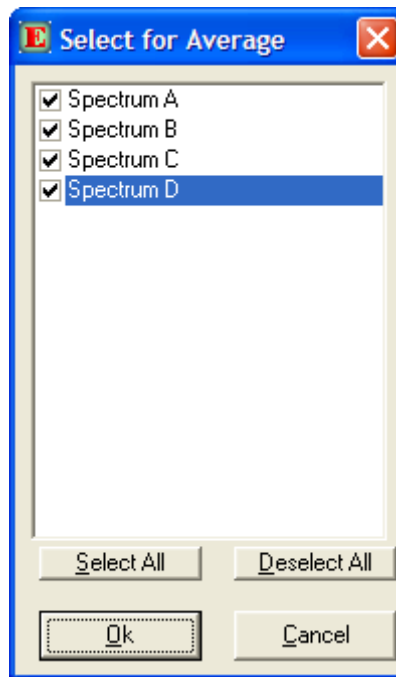 E Select for Average
Spectrum A
Spectrum B
Spectrum C
Spectrum D
Select All Deselect All
Ok Cancel